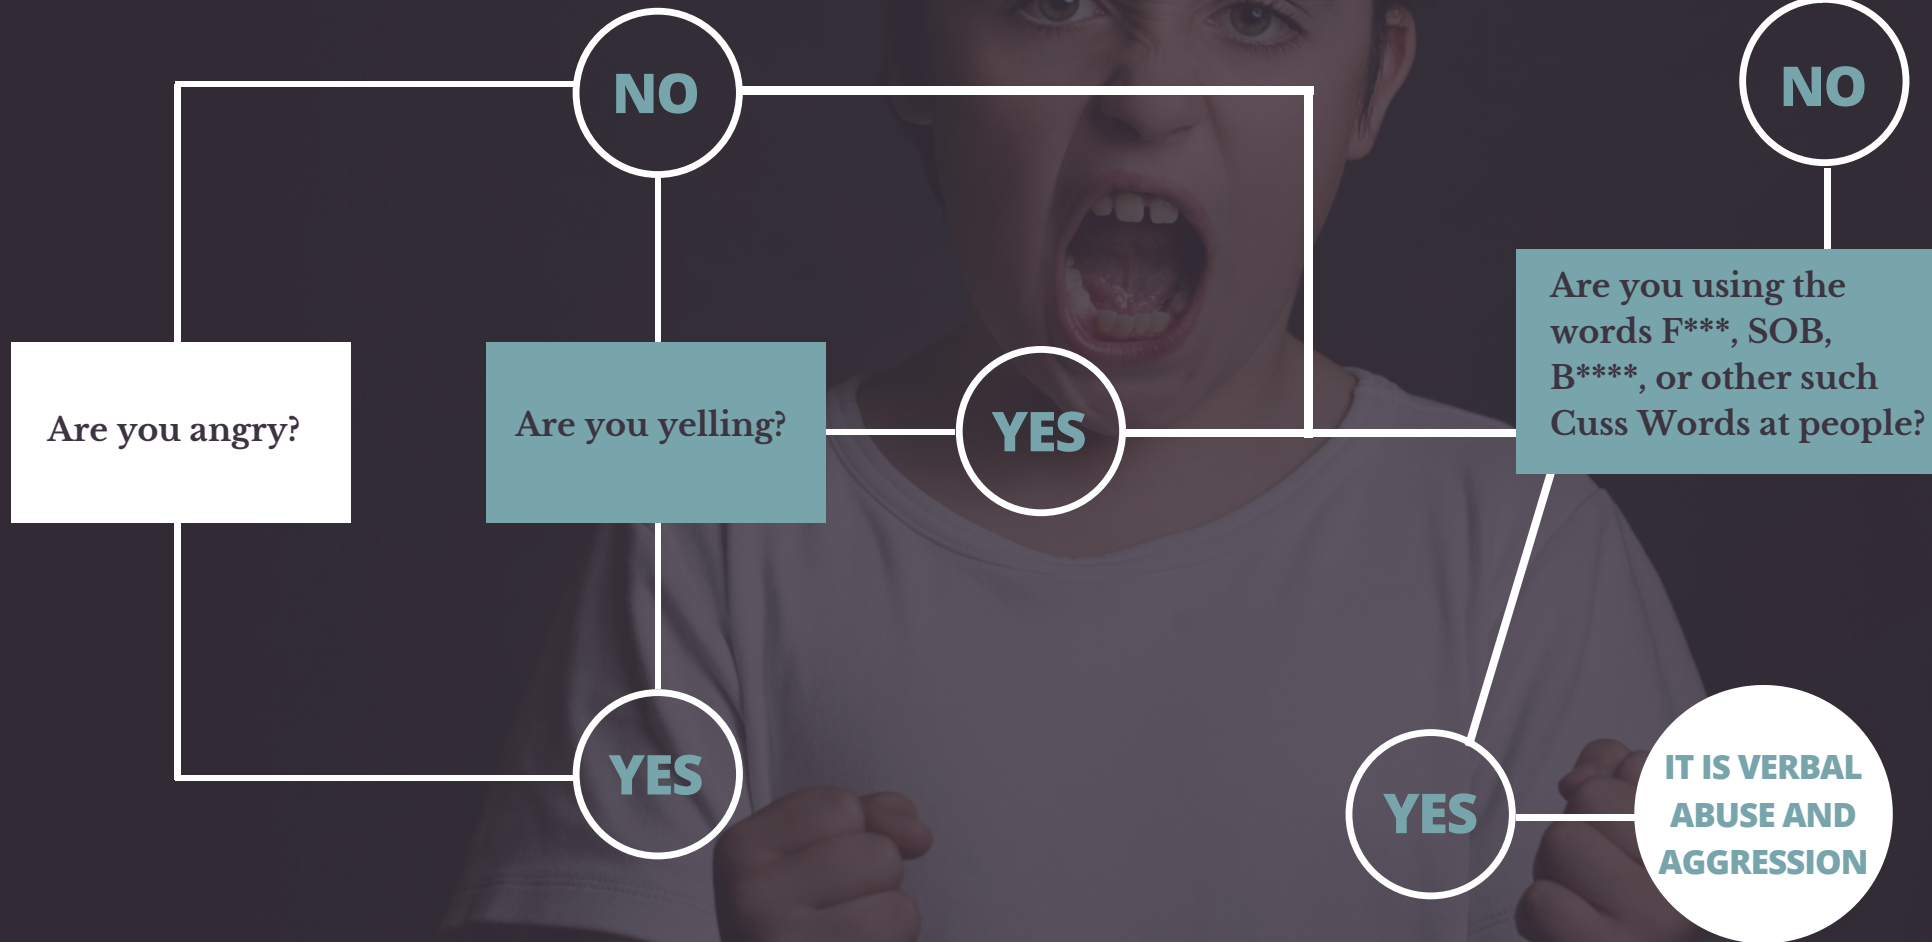 NO
NO
Are you using the
words F***, SOB,
B****, or other such
Cuss Words at people?
Are you angry?
Are you yelling?
YES
YES
YES
IT IS VERBAL
ABUSE AND
AGGRESSION